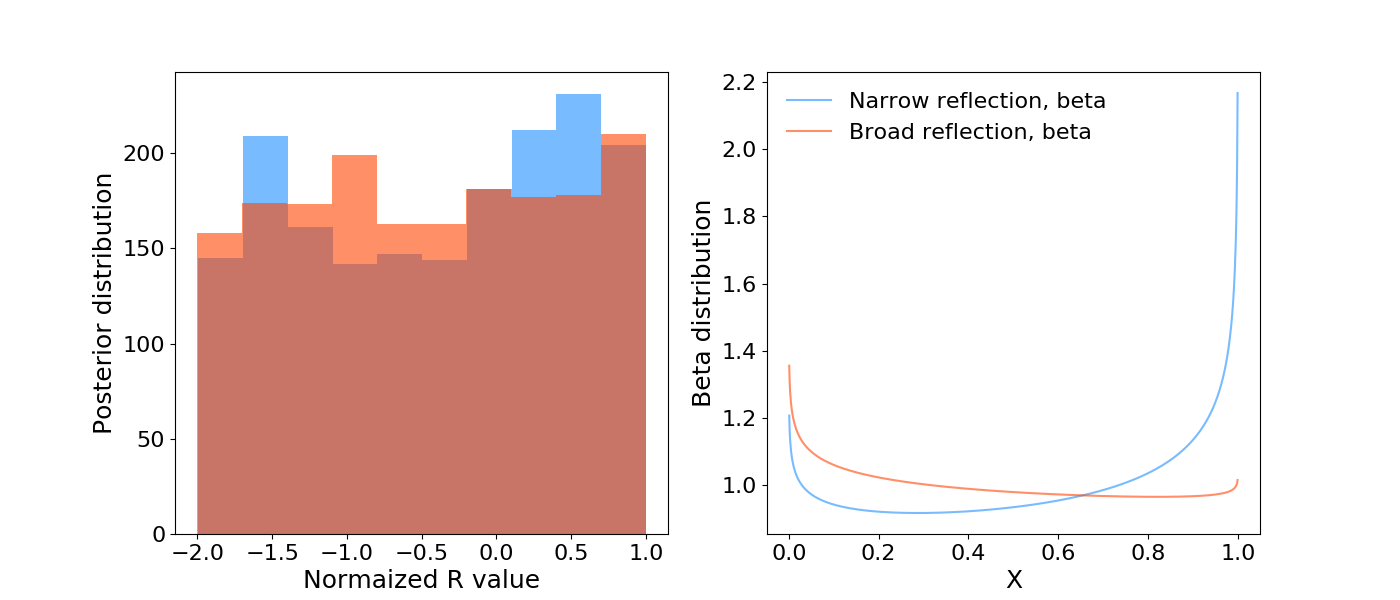 Posterior distribution
200
150
100
50
0
−2.0 −1.5 −1.0 −0.5 0.0 0.5 1.0
Normaized R value
Beta distribution
2.2
2.0
1.8
1.6
1.4
1.2
1.0
Narrow reflection, beta
Broad reflection, beta
0.0 0.2 0.4 0.6 0.8 1.0
X